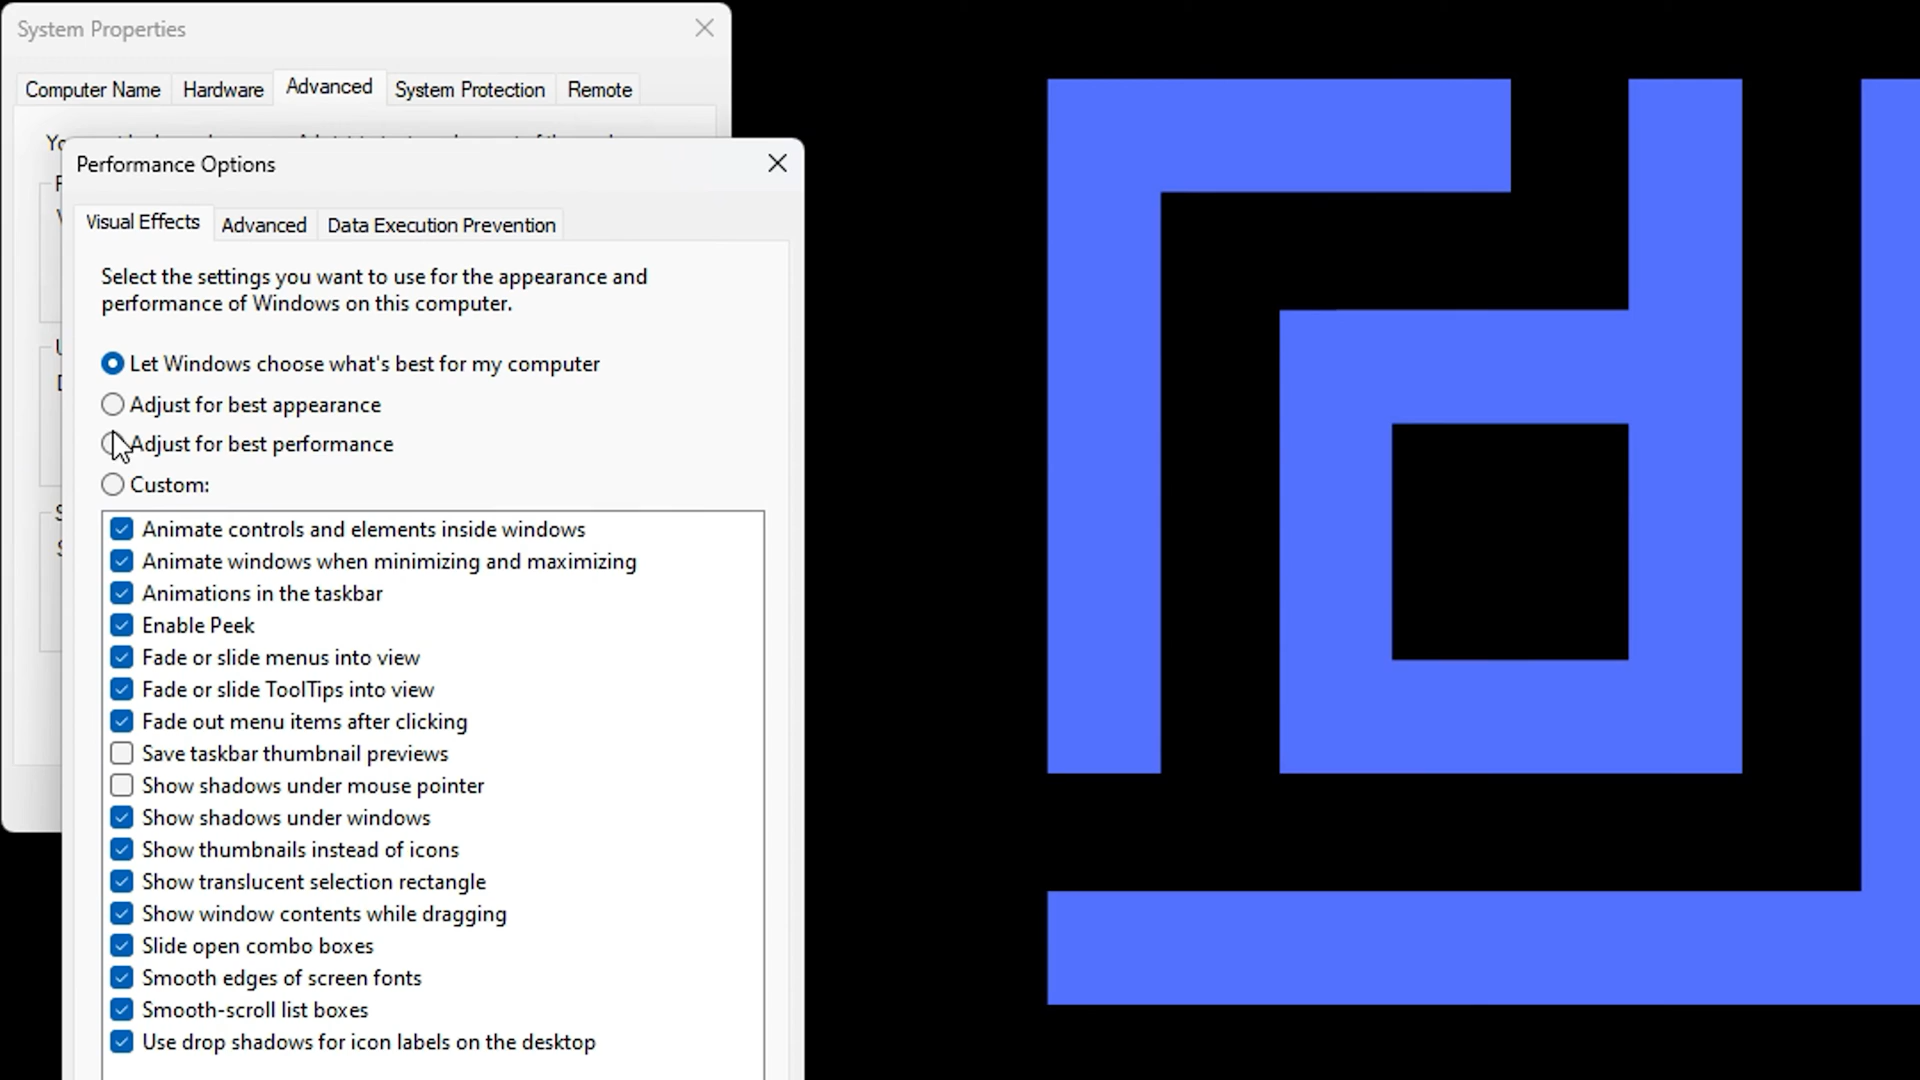 System Properties
Computer Name Hardware Advanced System Protection Remote
Performance Options
Visual Effects Advanced Data Execution Prevention
Select the settings you want to use for the appearance and
performance of Windows on this computer.
Let Windows choose what's best for my computer
Adjust for best appearance
Adjust for best performance
Custom:
Animate controls and elements inside windows
Animate windows when minimizing and maximizing
Animations in the taskbar
Enable Peek
Fade or slide menus into view
Fade or slide ToolTips into view
Fade out menu items after clicking
Save taskbar thumbnail previews
Show shadows under mouse pointer
Show shadows under windows
Show thumbnails instead of icons
Show translucent selection rectangle
Show window contents while dragging
Slide open combo boxes
Smooth edges of screen fonts
Smooth-scroll list boxes
Use drop shadows for icon labels on the desktop